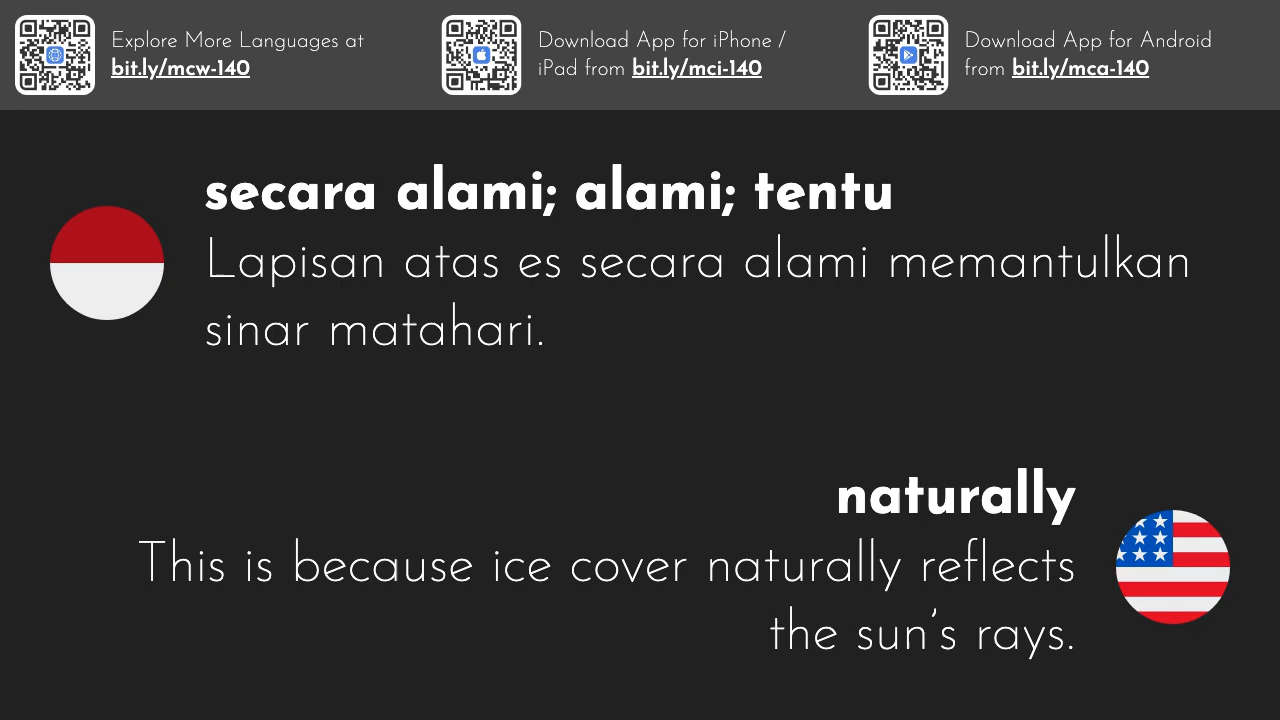 Explore More Languages at
bit.ly/mcw-140
Download App for iPhone /
iPad from bit.ly/mci-140
Download App for Android
from bit.ly/mca-140
secara alami; alami; tentu
Lapisan atas es secara alami memantulkan
sinar matahari.
naturally
This is because ice cover naturally reflects
the sun's rays.